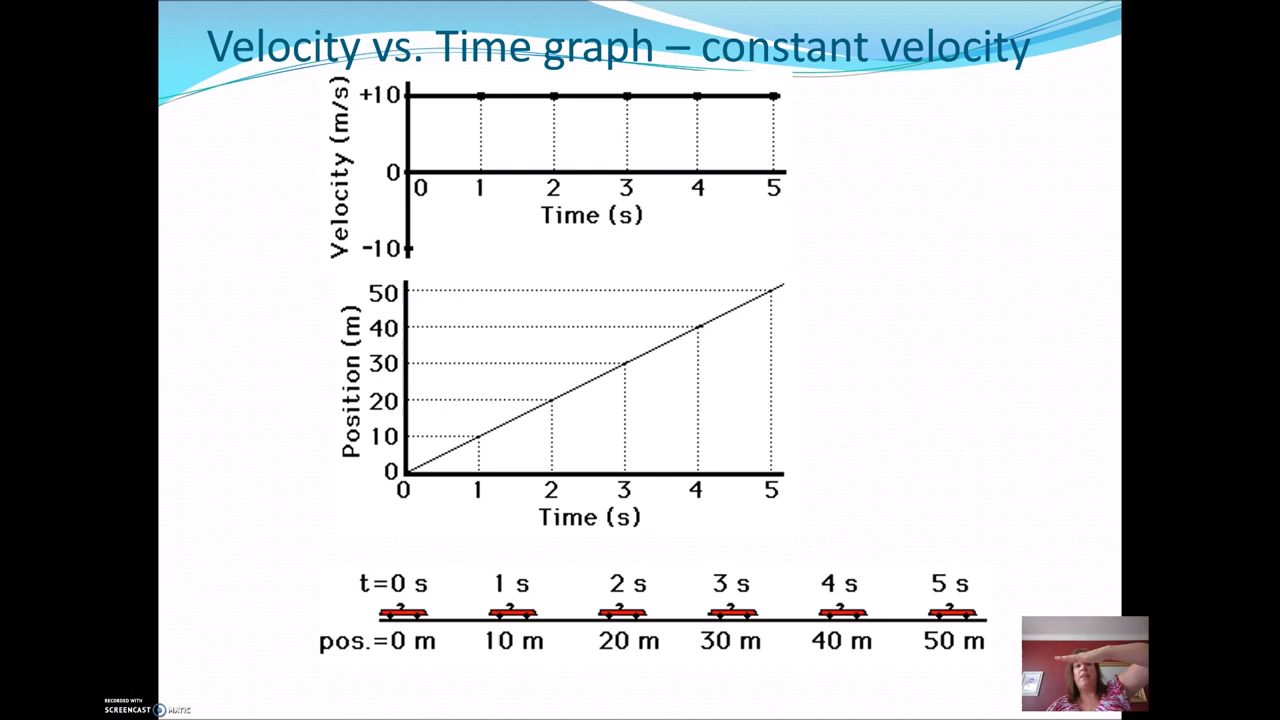 Velocity vs. Time graph – constant velocity
Velocity (m/s)
+10
0
-10
0 1 2 3 4 5
Time (s)
Position (m)
50
40
30
20
10
0
0 1 2 3 4 5
Time (s)
t=0 s 1 s 2 s 3 s 4 s 5 s
pos.=0 m 10 m 20 m 30 m 40 m 50 m
RECORDED WITH
SCREENCAST MATIC